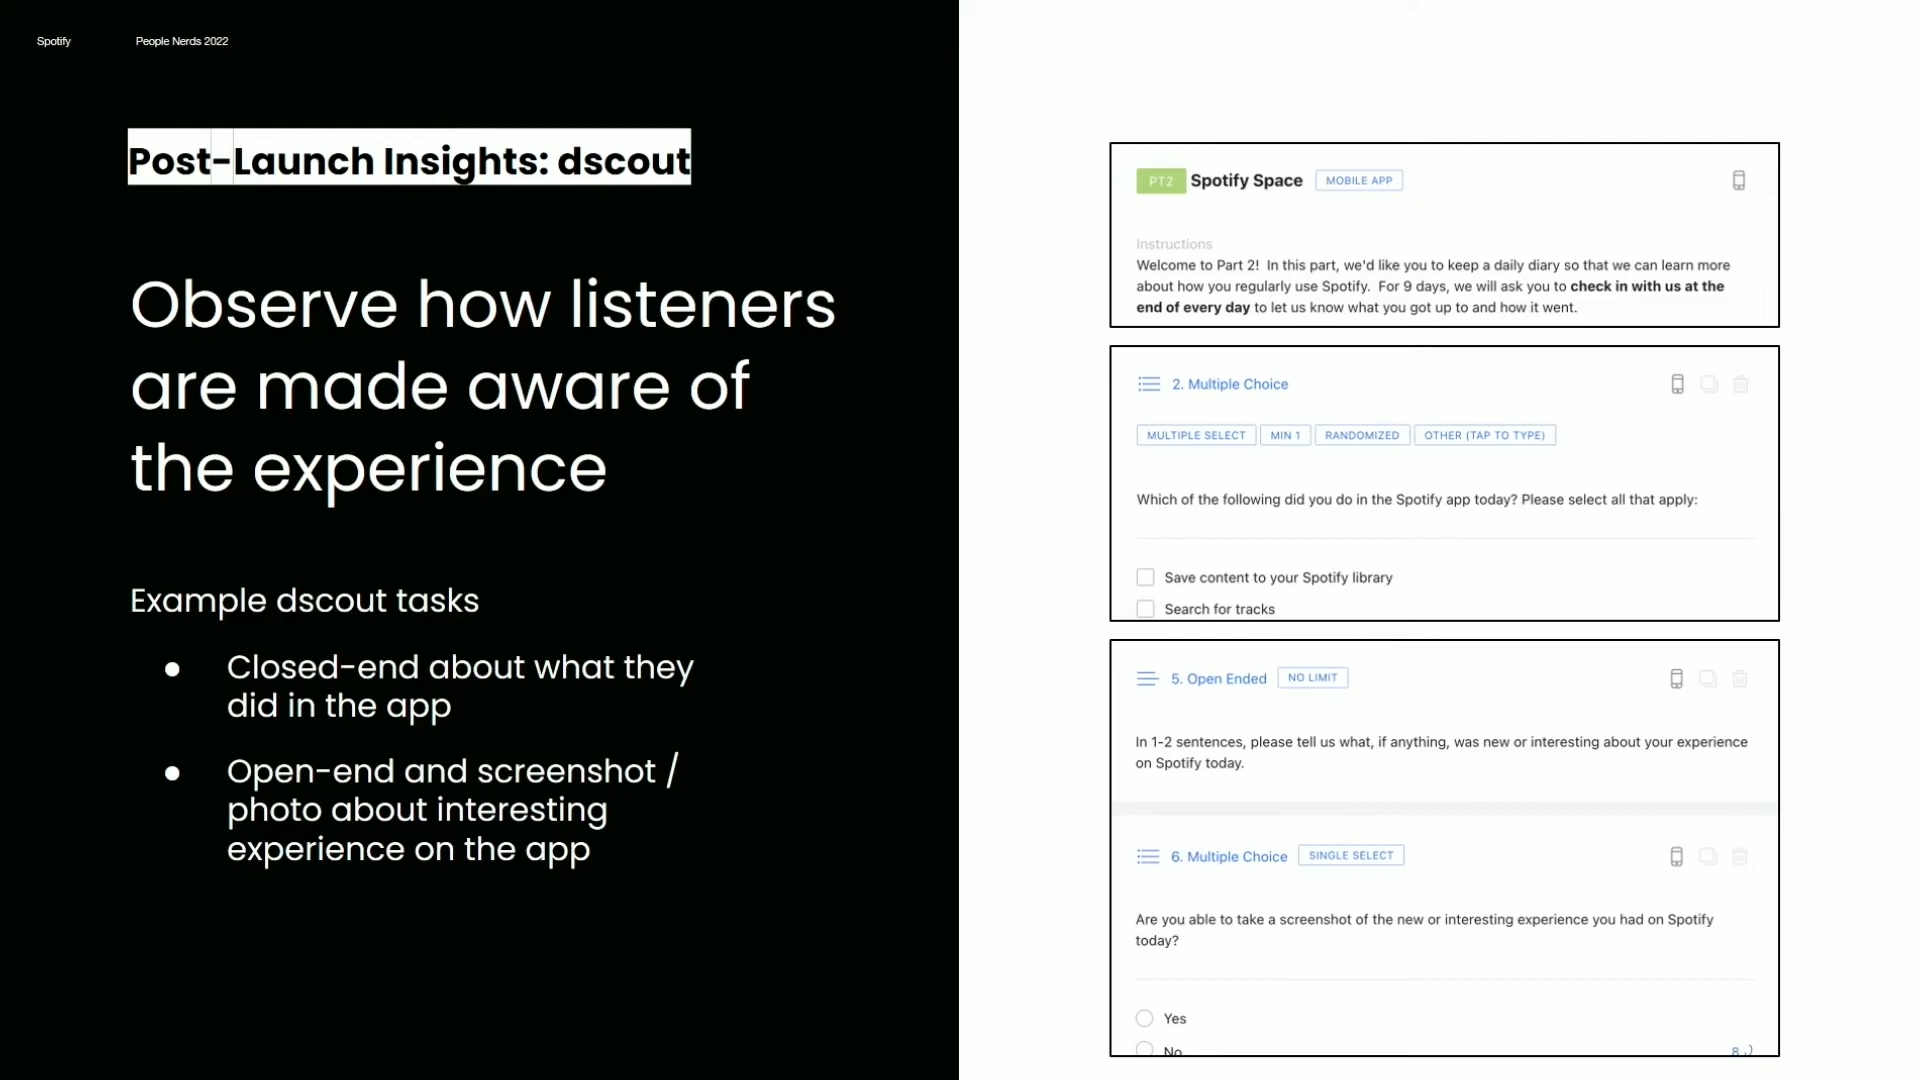 Spotify People Nerds 2022
Post-Launch Insights: dscout
Observe how listeners
are made aware of
the experience
Example dscout tasks
● Closed-end about what they
did in the app
● Open-end and screenshot /
photo about interesting
experience on the app
PT2 Spotify Space MOBILE APP
Instructions
Welcome to Part 2! In this part, we'd like you to keep a daily diary so that we can learn more
about how you regularly use Spotify. For 9 days, we will ask you to check in with us at the
end of every day to let us know what you got up to and how it went.
2. Multiple Choice
MULTIPLE SELECT MIN 1 RANDOMIZED OTHER (TAP TO TYPE)
Which of the following did you do in the Spotify app today? Please select all that apply:
Save content to your Spotify library
Search for tracks
5. Open Ended NO LIMIT
In 1-2 sentences, please tell us what, if anything, was new or interesting about your experience
on Spotify today.
6. Multiple Choice SINGLE SELECT
Are you able to take a screenshot of the new or interesting experience you had on Spotify
today?
Yes
No 8